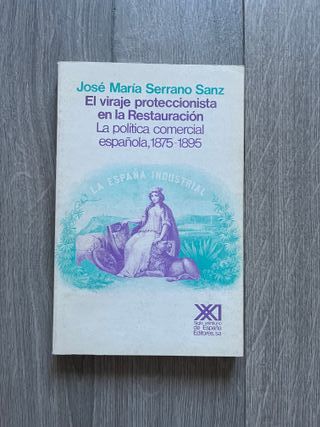 José María Serrano Sanz
El viraje proteccionista
en la Restauración
La política comercial
española, 1875-1895
LA ESPAÑA INDUSTRIAL
XXI
Siglo veintiuno
de España
Editores, sa